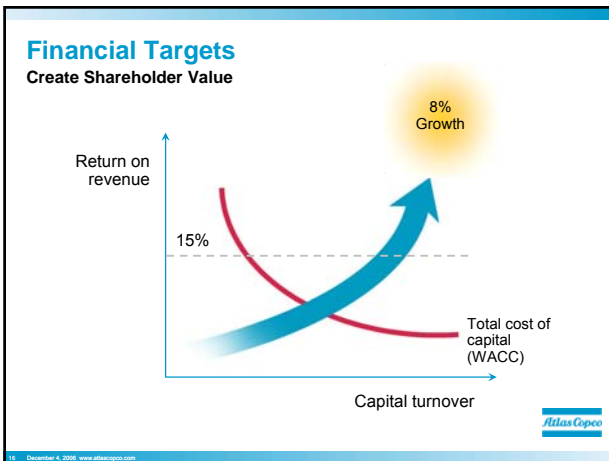 Financial Targets
Create Shareholder Value
8%
Growth
Return on
revenue
15%
Total cost of
capital
(WACC)
Capital turnover
Atlas Copco
16 December 4, 2006 www.atlascopco.com